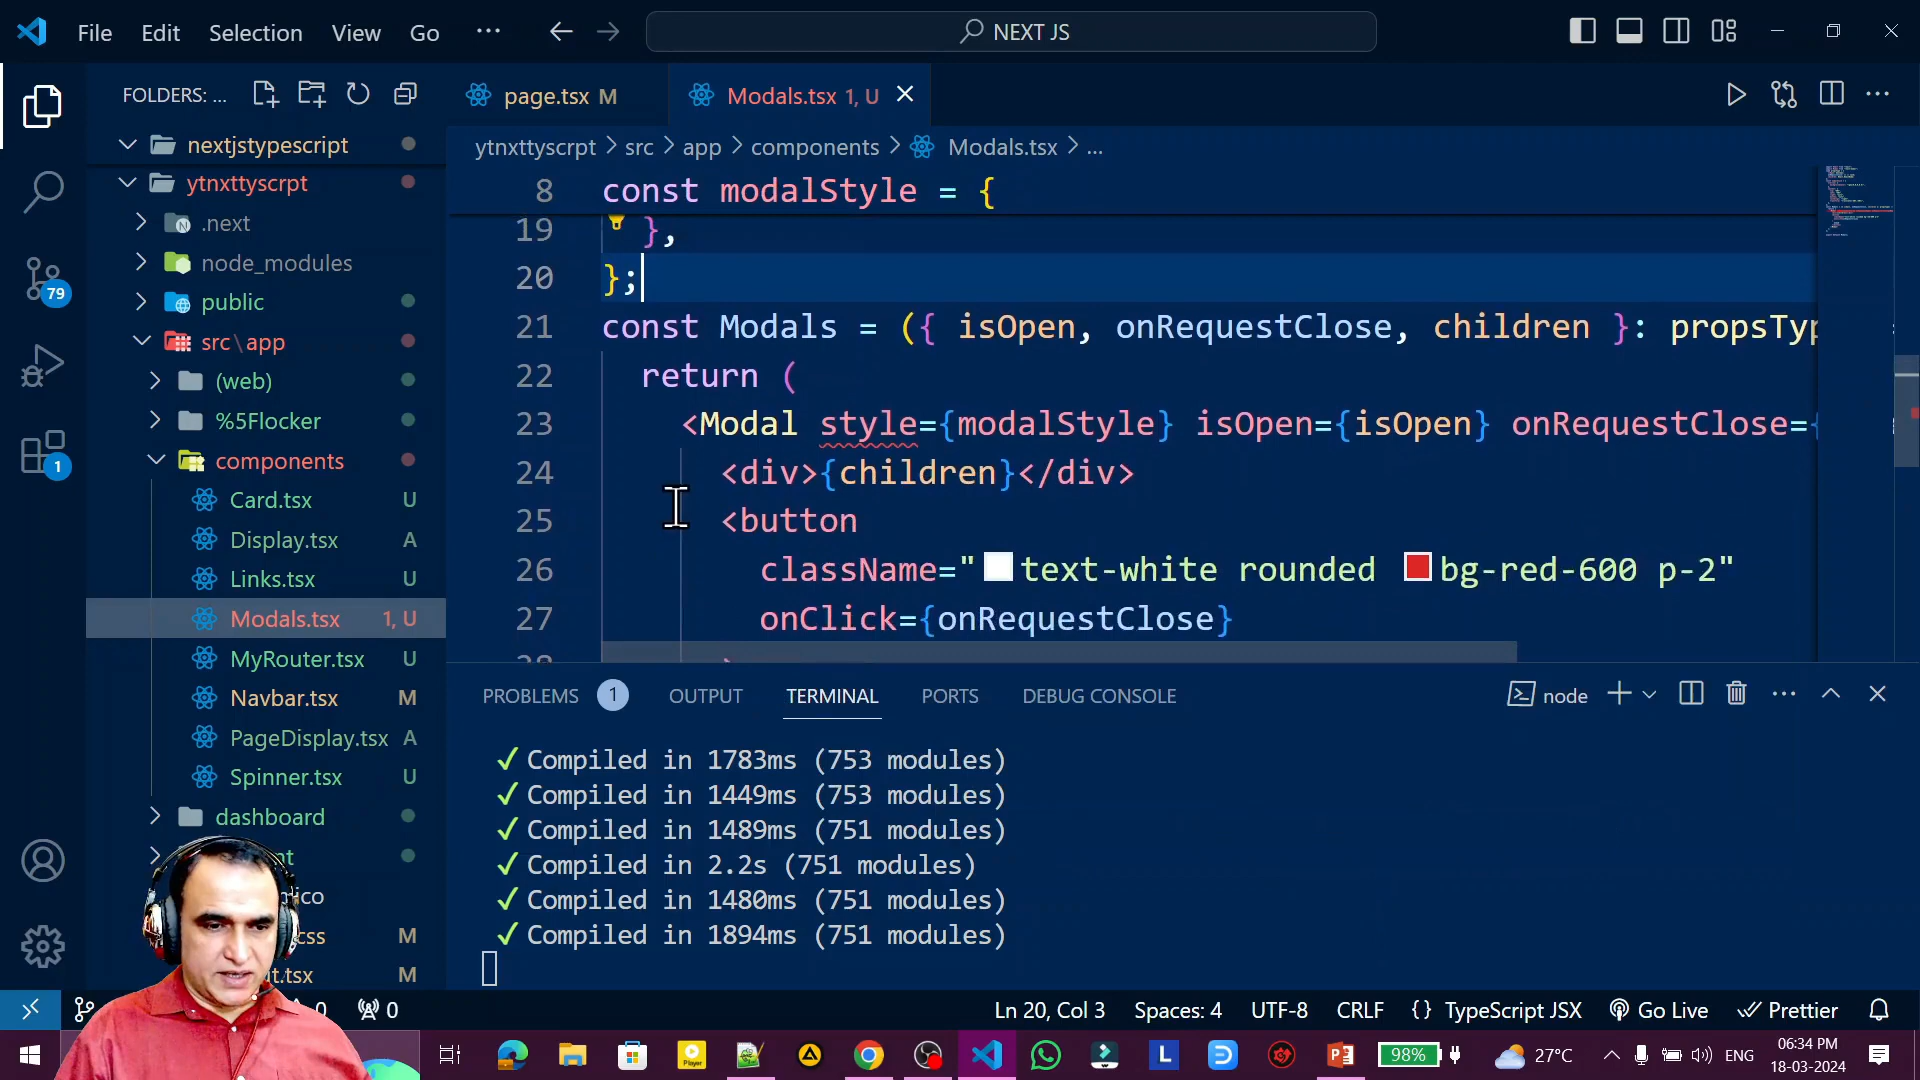 File Edit Selection View Go ··· NEXT JS
FOLDERS: ...
page.tsx M
Modals.tsx 1, U
nextjstypescript
ytnxttyscrpt
.next
node_modules
public
src\app
(web)
%5Flocker
components
Card.tsx U
Display.tsx A
Links.tsx U
Modals.tsx 1, U
MyRouter.tsx U
Navbar.tsx M
PageDisplay.tsx A
Spinner.tsx U
dashboard
79
1
ytnxttyscrpt > src > app > components > Modals.tsx > ...
8 const modalStyle = {
19 },
20 };
21 const Modals = ({ isOpen, onRequestClose, children }: propsTyp
22 return (
23 <Modal style={modalStyle} isOpen={isOpen} onRequestClose={
24 <div>{children}</div>
25 <button
26 className="text-white rounded bg-red-600 p-2"
27 onClick={onRequestClose}
PROBLEMS 1 OUTPUT TERMINAL PORTS DEBUG CONSOLE
node
✓ Compiled in 1783ms (753 modules)
✓ Compiled in 1449ms (753 modules)
✓ Compiled in 1489ms (751 modules)
✓ Compiled in 2.2s (751 modules)
✓ Compiled in 1480ms (751 modules)
✓ Compiled in 1894ms (751 modules)
0 0 Ln 20, Col 3 Spaces: 4 UTF-8 CRLF {} TypeScript JSX Go Live Prettier
98% 27°C ENG
06:34 PM
18-03-2024